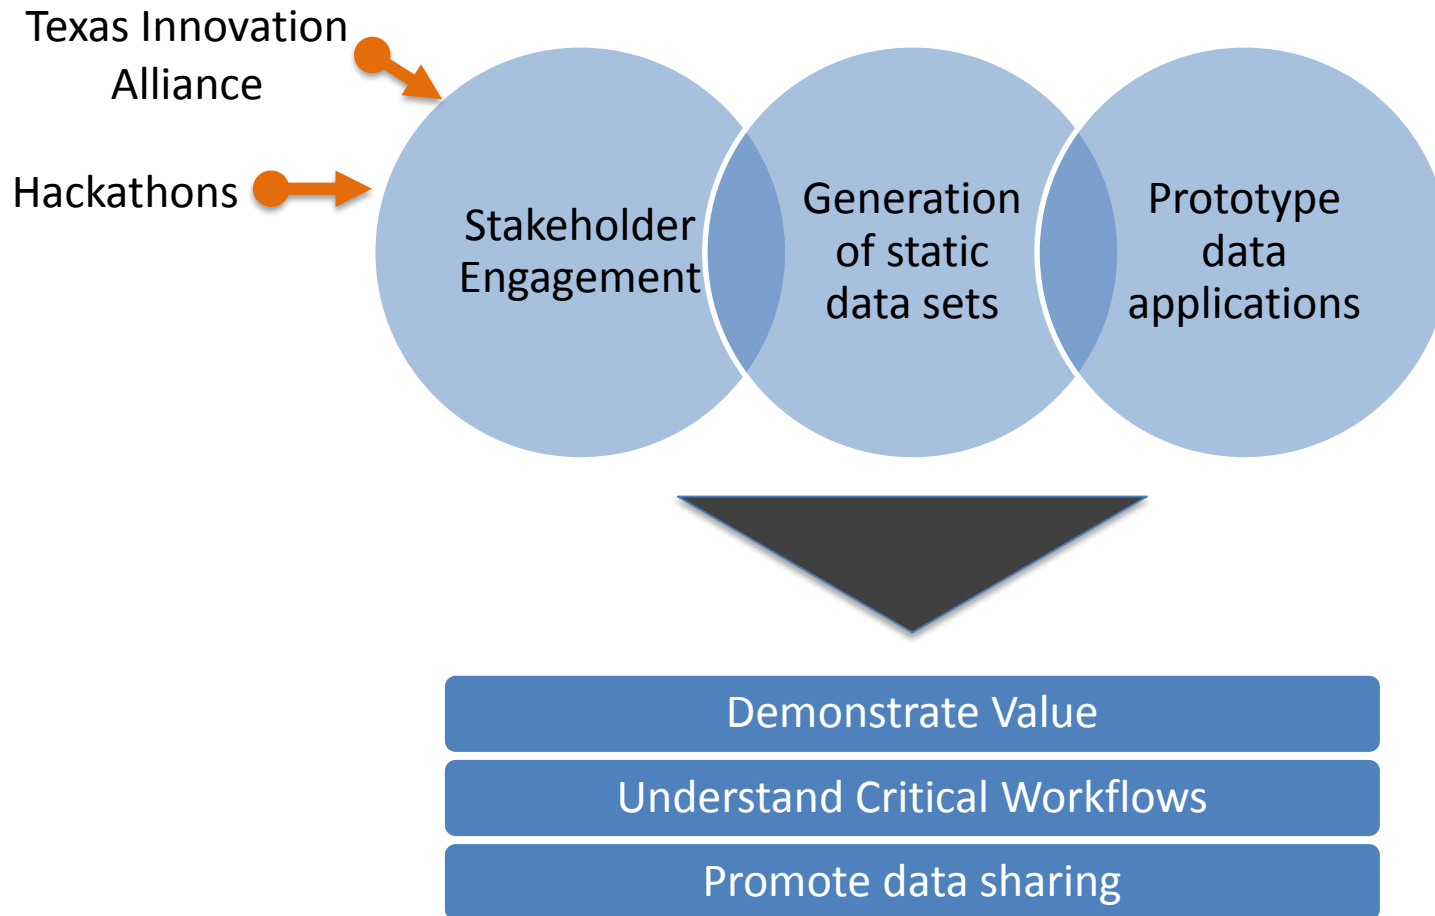 Texas Innovation
Alliance
Hackathons
Stakeholder
Engagement
Generation
of static
data sets
Prototype
data
applications
Demonstrate Value
Understand Critical Workflows
Promote data sharing